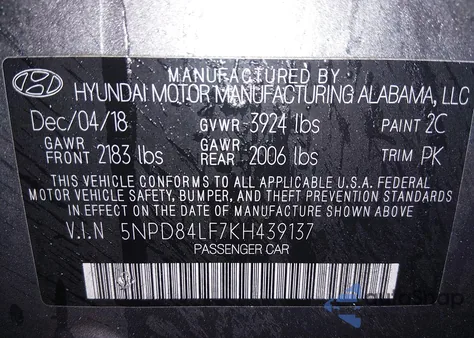 MANUFACTURED BY
HYUNDAI MOTOR MANUFACTURING ALABAMA, LLC
Dec/04/18 GVWR 3924 lbs PAINT 2C
GAWR FRONT 2183 lbs GAWR REAR 2006 lbs TRIM PK
THIS VEHICLE CONFORMS TO ALL APPLICABLE U.S.A. FEDERAL
MOTOR VEHICLE SAFETY, BUMPER, AND THEFT PREVENTION STANDARDS
IN EFFECT ON THE DATE OF MANUFACTURE SHOWN ABOVE.
V.I.N 5NPD84LF7KH439137
PASSENGER CAR